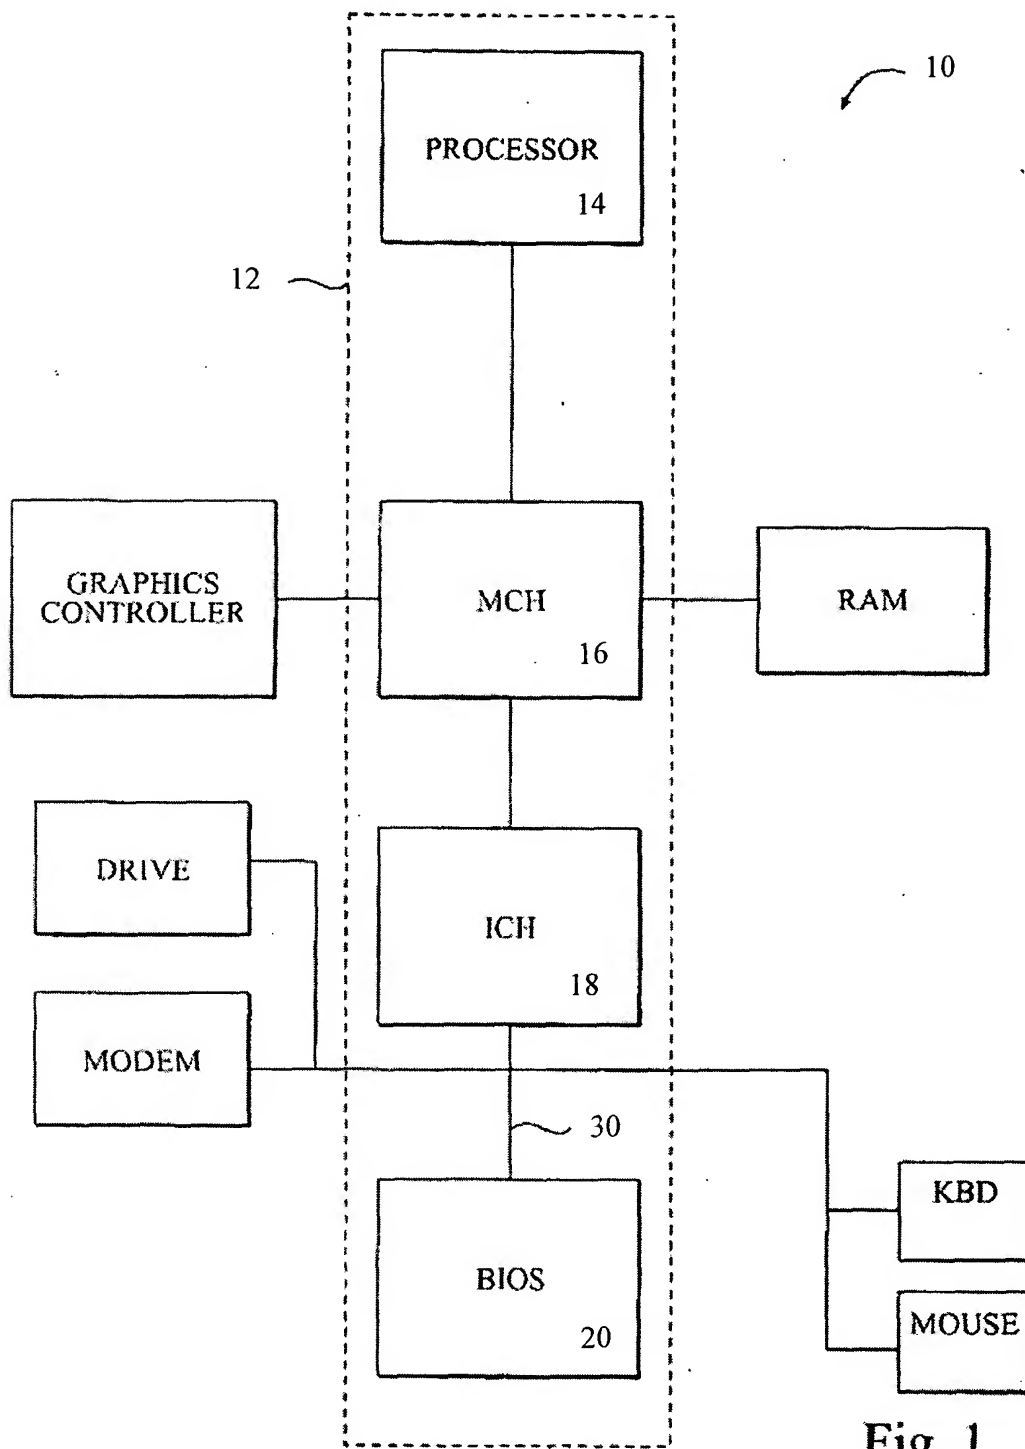 10
PROCESSOR
14
12
GRAPHICS
CONTROLLER
MCH
16
RAM
DRIVE
ICH
18
MODEM
30
KBD
BIOS
20
MOUSE
Fig. 1